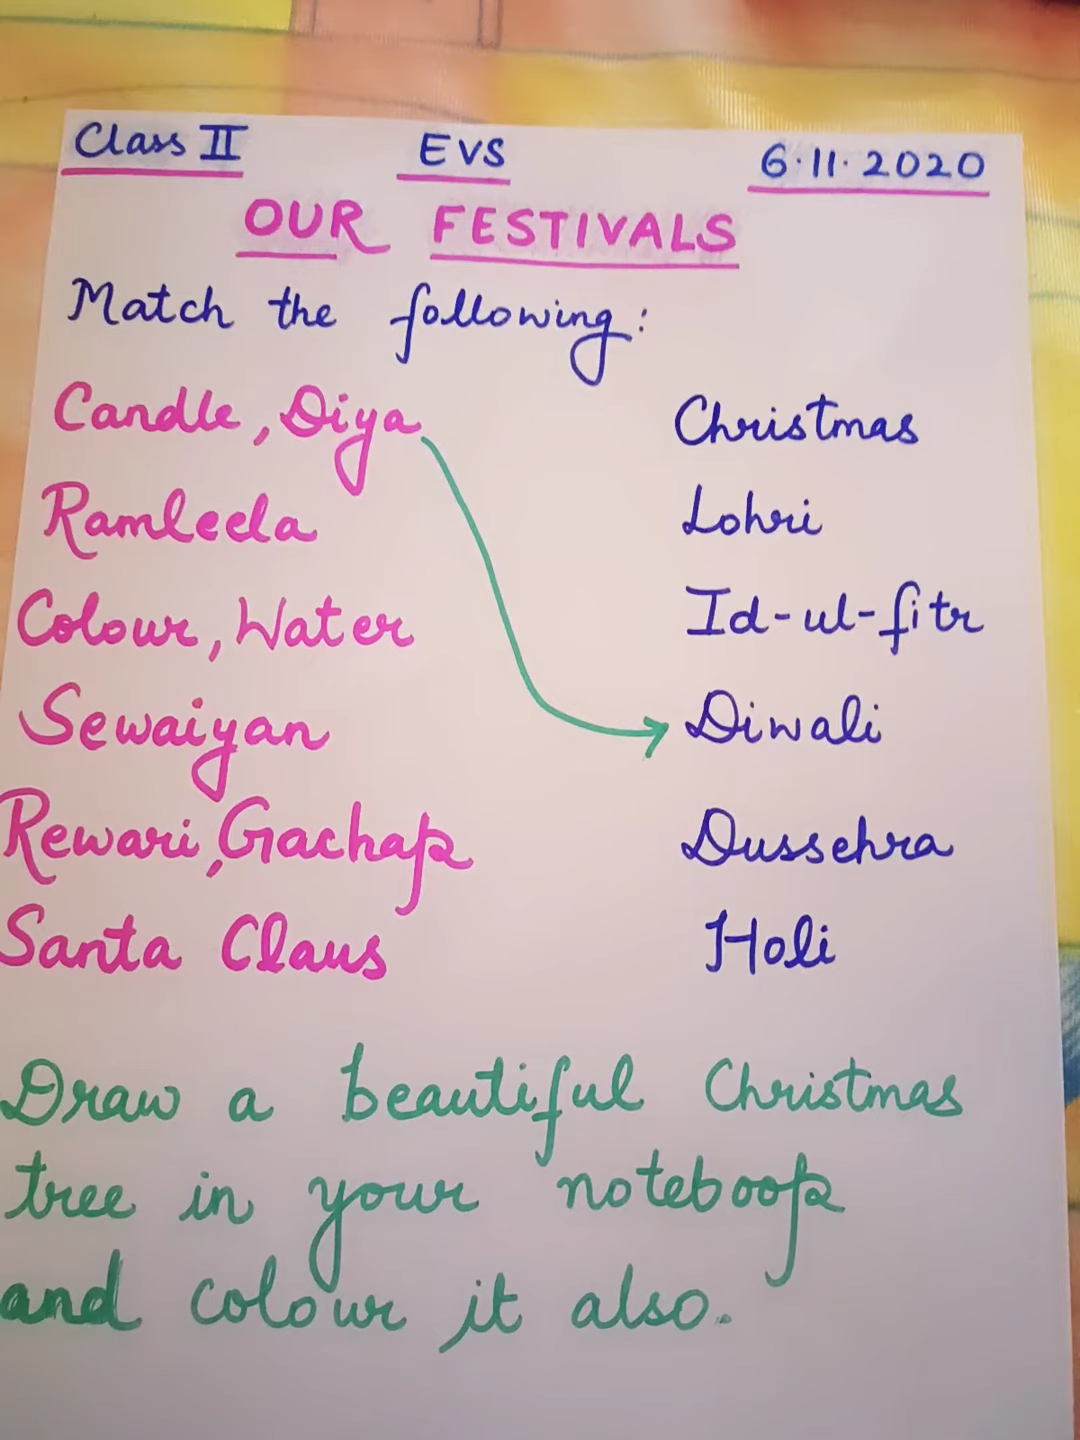 Class II EVS 6.11.2020
OUR FESTIVALS
Match the following:
Candle, Diya Christmas
Ramleela Lohri
Colour, Water Id-ul-fitr
Sewaiyan Diwali
Rewari, Gachap Dussehra
Santa Claus Holi
Draw a beautiful Christmas
tree in your notebook
and colour it also.